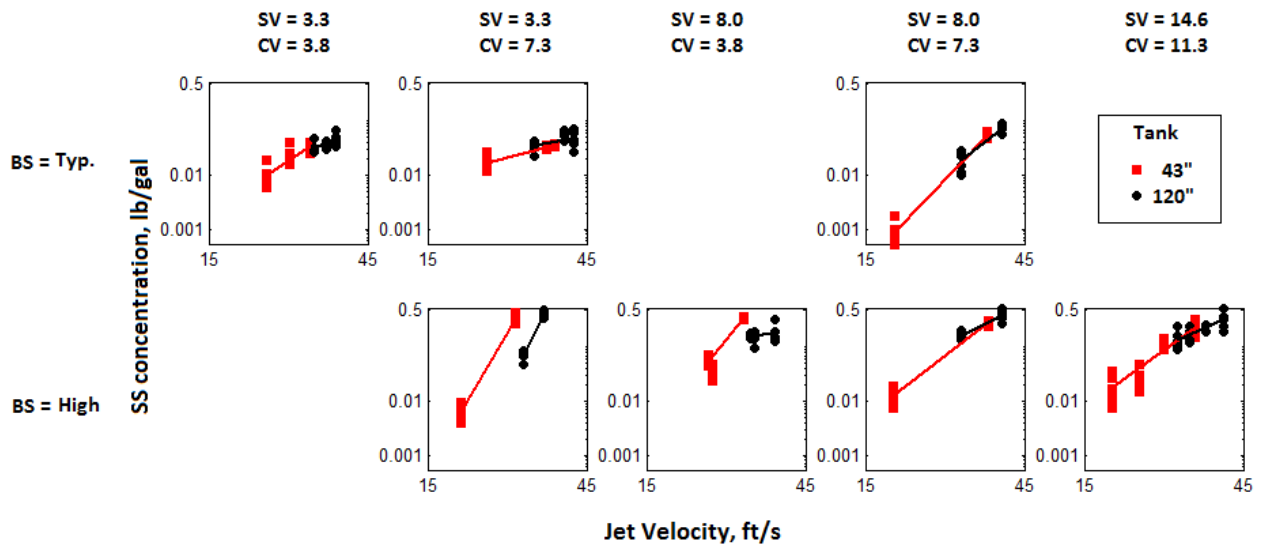 SV = 3.3
CV = 3.8
SV = 3.3
CV = 7.3
SV = 8.0
CV = 3.8
SV = 8.0
CV = 7.3
SV = 14.6
CV = 11.3
BS = Typ.
SS concentration, lb/gal
0.5
0.01
0.001
15
45
0.5
0.01
0.001
15
45
0.5
0.01
0.001
15
45
Tank
43"
120"
BS = High
0.5
0.01
0.001
15
45
0.5
0.01
0.001
15
45
0.5
0.01
0.001
15
45
0.5
0.01
0.001
15
45
Jet Velocity, ft/s